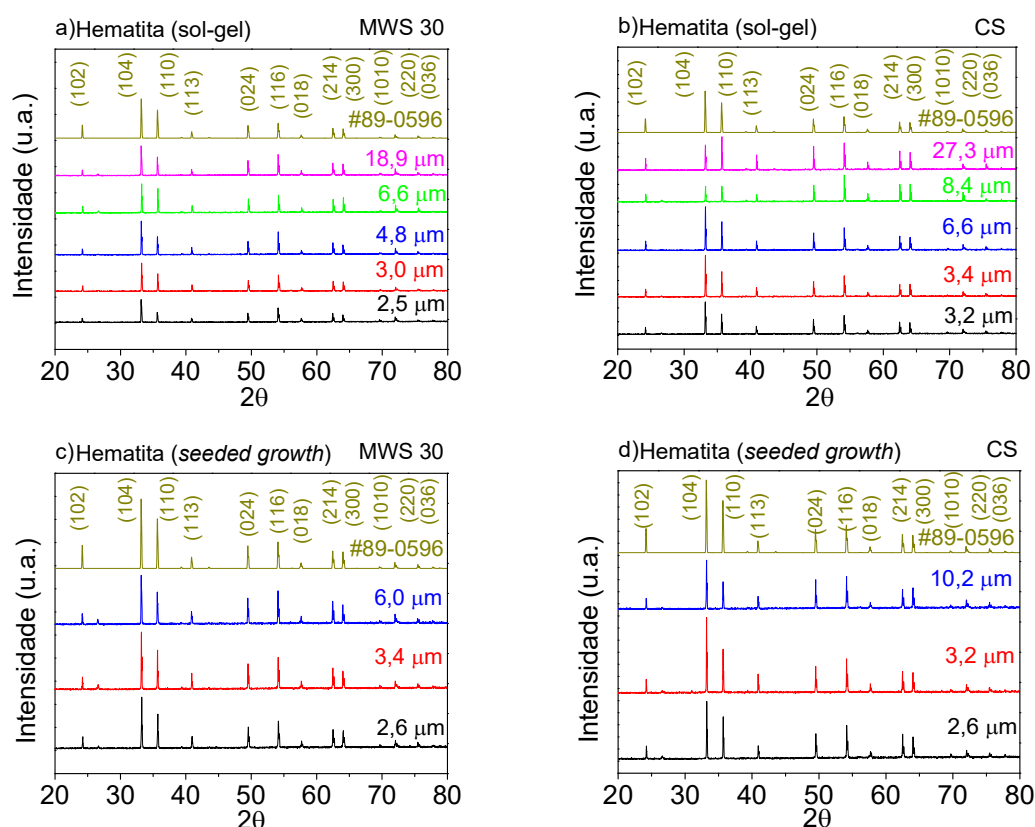 a)Hematita (sol-gel) MWS 30
(102) (104) (110) (113) (024) (116) (018) (214) (300) (1010) (220) (036)
#89-0596
18,9 µm
6,6 µm
4,8 µm
3,0 µm
2,5 µm
Intensidade (u.a.)
20 30 40 50 60 70 80
2θ
b)Hematita (sol-gel) CS
(102) (104) (110) (113) (024) (116) (018) (214) (300) (1010) (220) (036)
#89-0596
27,3 µm
8,4 µm
6,6 µm
3,4 µm
3,2 µm
Intensidade (u.a.)
20 30 40 50 60 70 80
2θ
c)Hematita (seeded growth) MWS 30
(102) (104) (110) (113) (024) (116) (018) (214) (300) (1010) (220) (036)
#89-0596
6,0 µm
3,4 µm
2,6 µm
Intensidade (u.a.)
20 30 40 50 60 70 80
2θ
d)Hematita (seeded growth) CS
(102) (104) (110) (113) (024) (116) (018) (214) (300) (1010) (220) (036)
#89-0596
10,2 µm
3,2 µm
2,6 µm
Intensidade (u.a.)
20 30 40 50 60 70 80
2θ